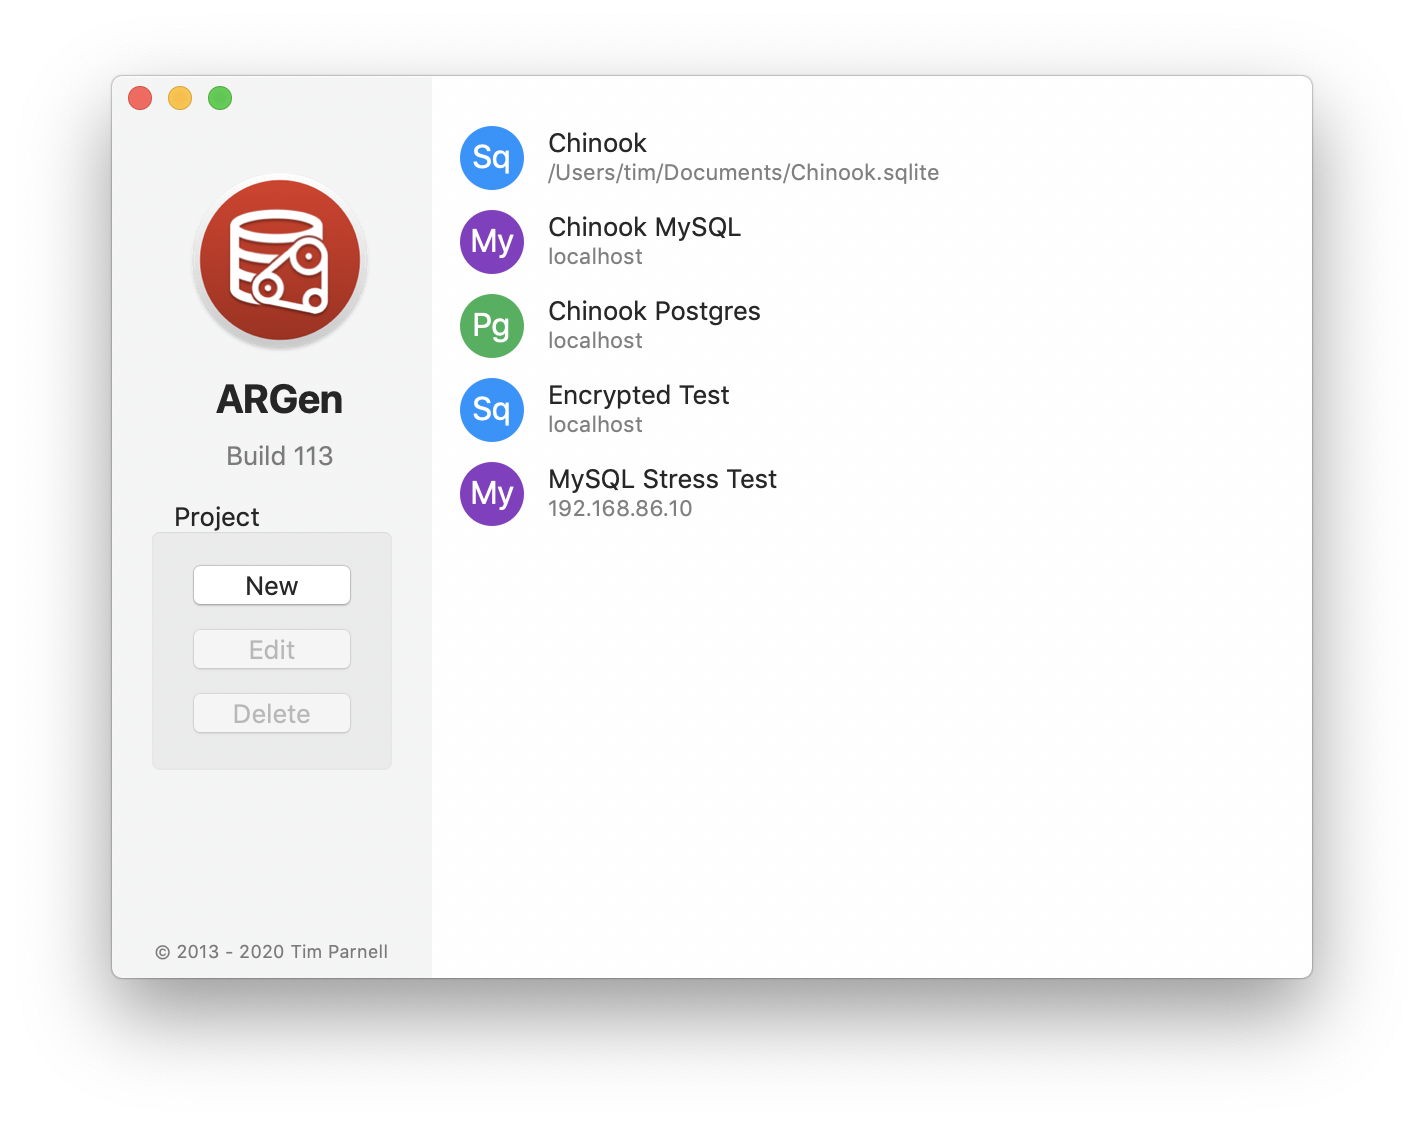 ARGen
Build 113
Project
New
Edit
Delete
© 2013 - 2020 Tim Parnell
Sq
Chinook
/Users/tim/Documents/Chinook.sqlite
My
Chinook MySQL
localhost
Pg
Chinook Postgres
localhost
Sq
Encrypted Test
localhost
My
MySQL Stress Test
192.168.86.10